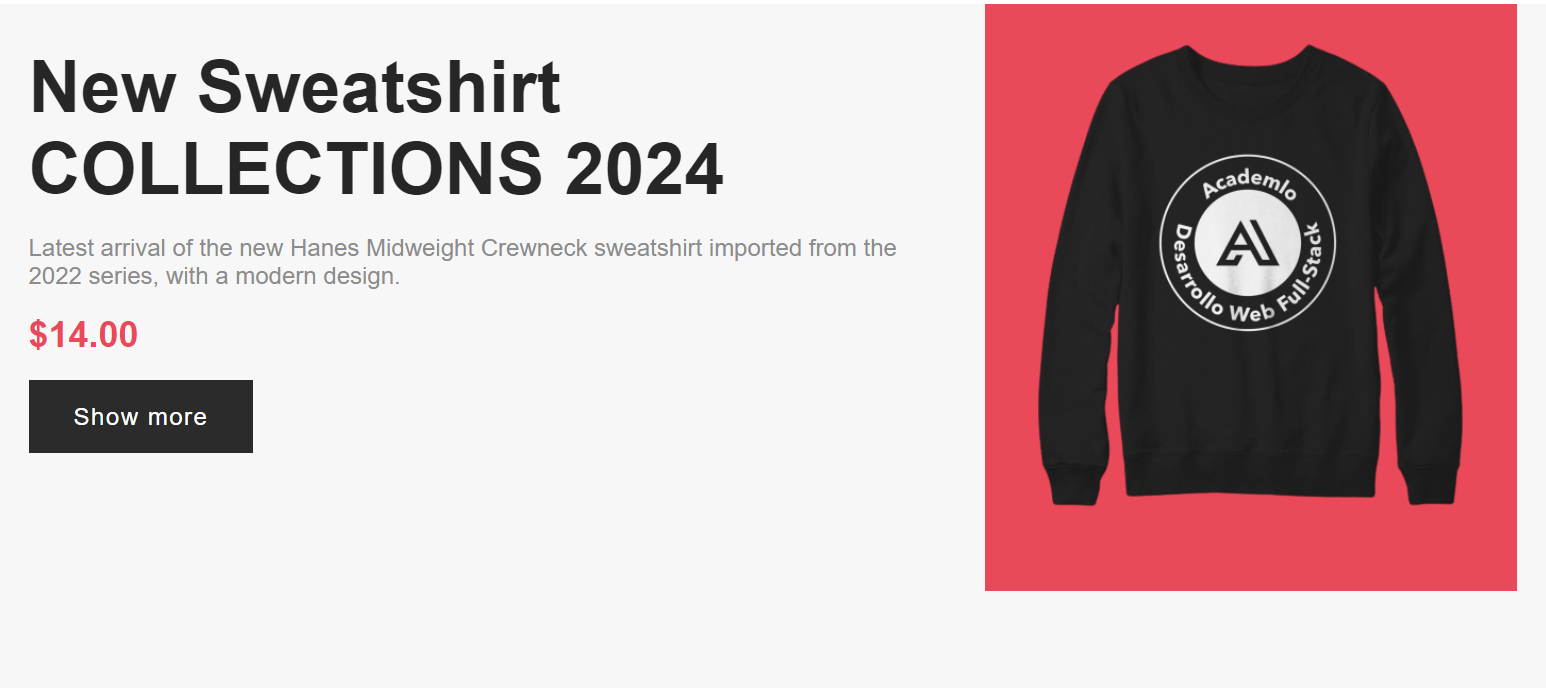 New Sweatshirt
COLLECTIONS 2024
Latest arrival of the new Hanes Midweight Crewneck sweatshirt imported from the
2022 series, with a modern design.
$14.00
Show more
Academlo
Desarrollo Web Full-Stack